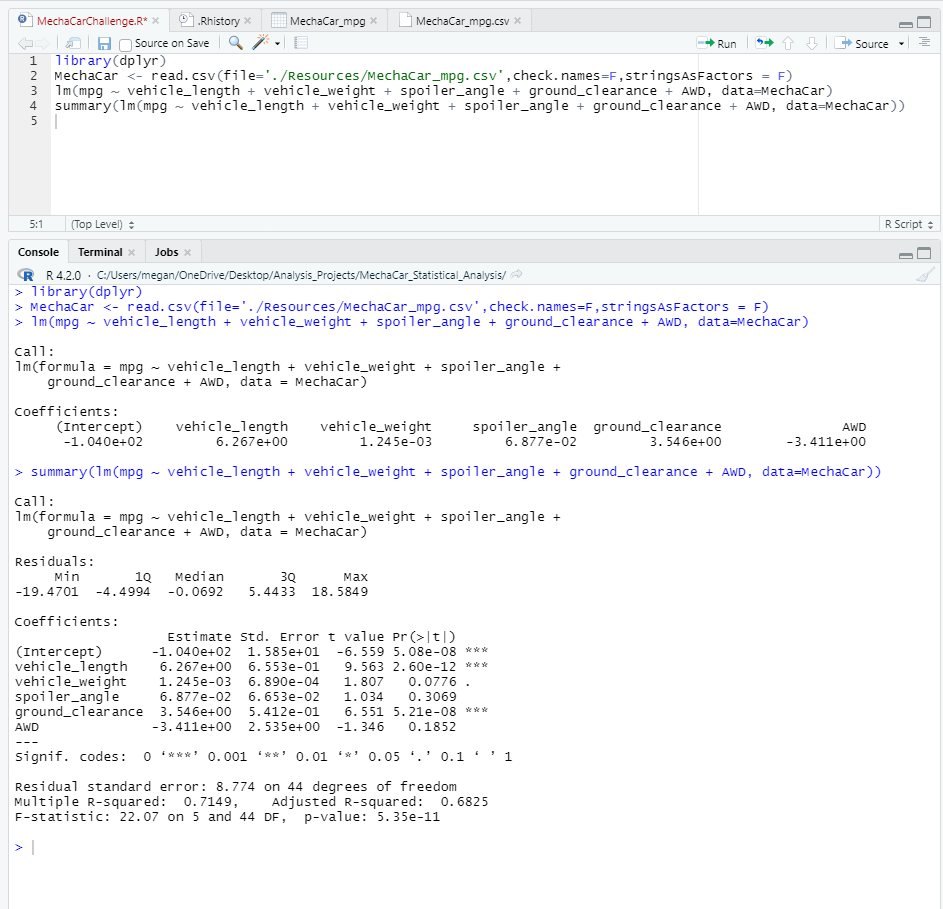 MechaCarChallenge.R* × .Rhistory × MechaCar_mpg × MechaCar_mpg.csv ×
Source on Save Run Source
1 library(dplyr)
2 MechaCar <- read.csv(file='./Resources/MechaCar_mpg.csv',check.names=F,stringsAsFactors = F)
3 lm(mpg ~ vehicle_length + vehicle_weight + spoiler_angle + ground_clearance + AWD, data=MechaCar)
4 summary(lm(mpg ~ vehicle_length + vehicle_weight + spoiler_angle + ground_clearance + AWD, data=MechaCar))
5
5:1 (Top Level) R Script
Console Terminal × Jobs ×
R R 4.2.0 · C:/Users/megan/OneDrive/Desktop/Analysis_Projects/MechaCar_Statistical_Analysis/
> library(dplyr)
> MechaCar <- read.csv(file='./Resources/MechaCar_mpg.csv',check.names=F,stringsAsFactors = F)
> lm(mpg ~ vehicle_length + vehicle_weight + spoiler_angle + ground_clearance + AWD, data=MechaCar)
Call:
lm(formula = mpg ~ vehicle_length + vehicle_weight + spoiler_angle +
    ground_clearance + AWD, data = MechaCar)
Coefficients:
     (Intercept)    vehicle_length    vehicle_weight     spoiler_angle  ground_clearance               AWD
      -1.040e+02         6.267e+00         1.245e-03         6.877e-02         3.546e+00        -3.411e+00
> summary(lm(mpg ~ vehicle_length + vehicle_weight + spoiler_angle + ground_clearance + AWD, data=MechaCar))
Call:
lm(formula = mpg ~ vehicle_length + vehicle_weight + spoiler_angle +
    ground_clearance + AWD, data = MechaCar)
Residuals:
     Min       1Q   Median       3Q      Max
-19.4701  -4.4994  -0.0692   5.4433  18.5849
Coefficients:
                   Estimate Std. Error t value Pr(>|t|)
(Intercept)      -1.040e+02  1.585e+01  -6.559 5.08e-08 ***
vehicle_length    6.267e+00  6.553e-01   9.563 2.60e-12 ***
vehicle_weight    1.245e-03  6.890e-04   1.807   0.0776 .
spoiler_angle     6.877e-02  6.653e-02   1.034   0.3069
ground_clearance  3.546e+00  5.412e-01   6.551 5.21e-08 ***
AWD              -3.411e+00  2.535e+00  -1.346   0.1852
---
Signif. codes:  0 ‘***’ 0.001 ‘**’ 0.01 ‘*’ 0.05 ‘.’ 0.1 ‘ ’ 1
Residual standard error: 8.774 on 44 degrees of freedom
Multiple R-squared:  0.7149,    Adjusted R-squared:  0.6825
F-statistic: 22.07 on 5 and 44 DF,  p-value: 5.35e-11
>